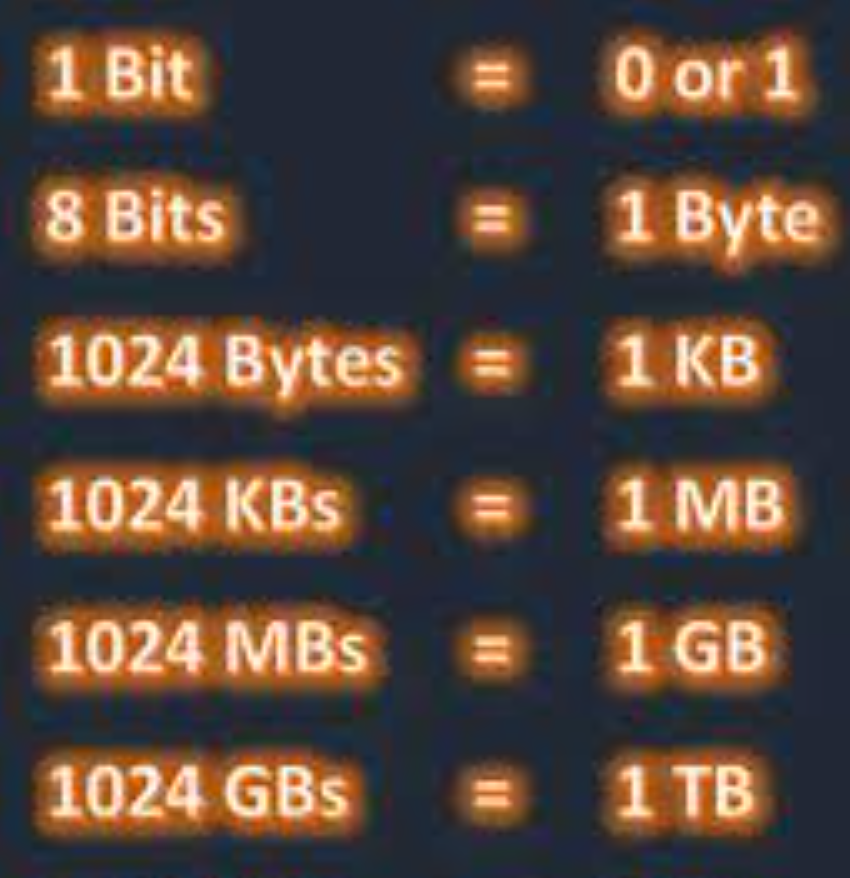 1 Bit = 0 or 1
8 Bits = 1 Byte
1024 Bytes = 1 KB
1024 KBs = 1 MB
1024 MBs = 1 GB
1024 GBs = 1 TB